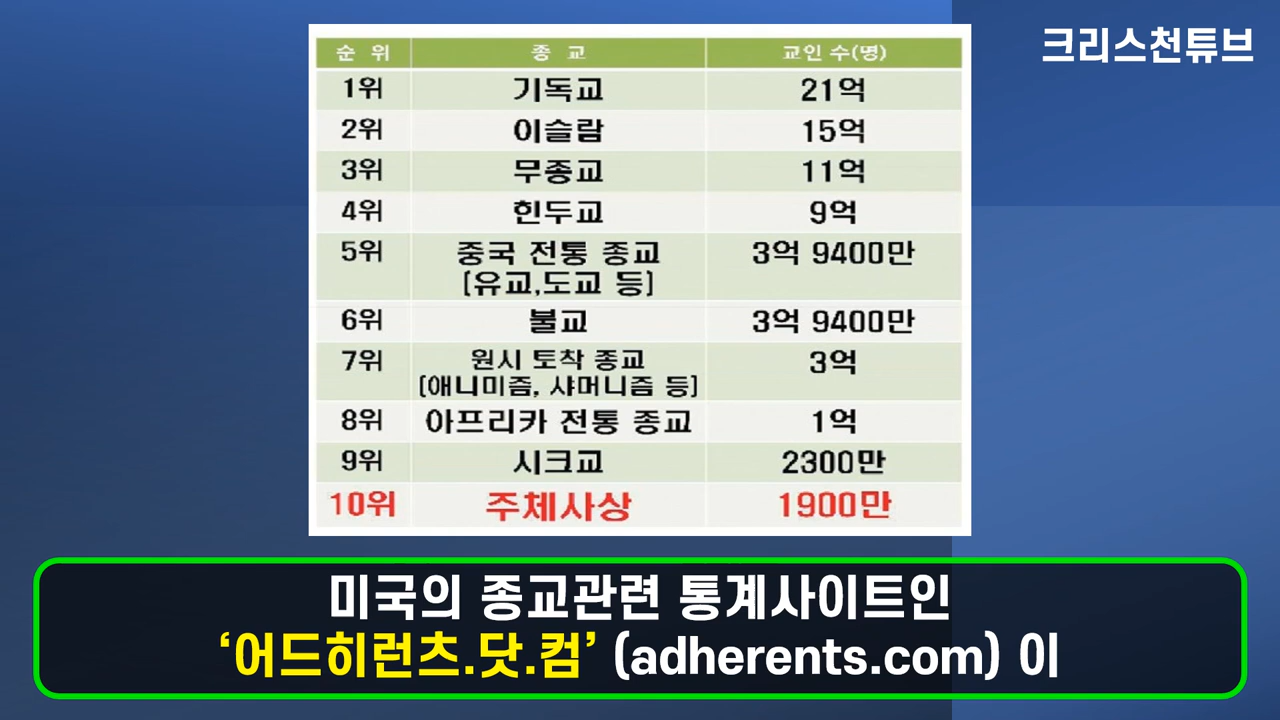 크리스천튜브
순 위 종 교 교인 수(명)
1위 기독교 21억
2위 이슬람 15억
3위 무종교 11억
4위 힌두교 9억
5위 중국 전통 종교 3억 9400만
[유교,도교 등]
6위 불교 3억 9400만
7위 원시 토착 종교 3억
[애니미즘, 샤머니즘 등]
8위 아프리카 전통 종교 1억
9위 시크교 2300만
10위 주체사상 1900만
미국의 종교관련 통계사이트인
‘어드히런츠.닷.컴’ (adherents.com) 이